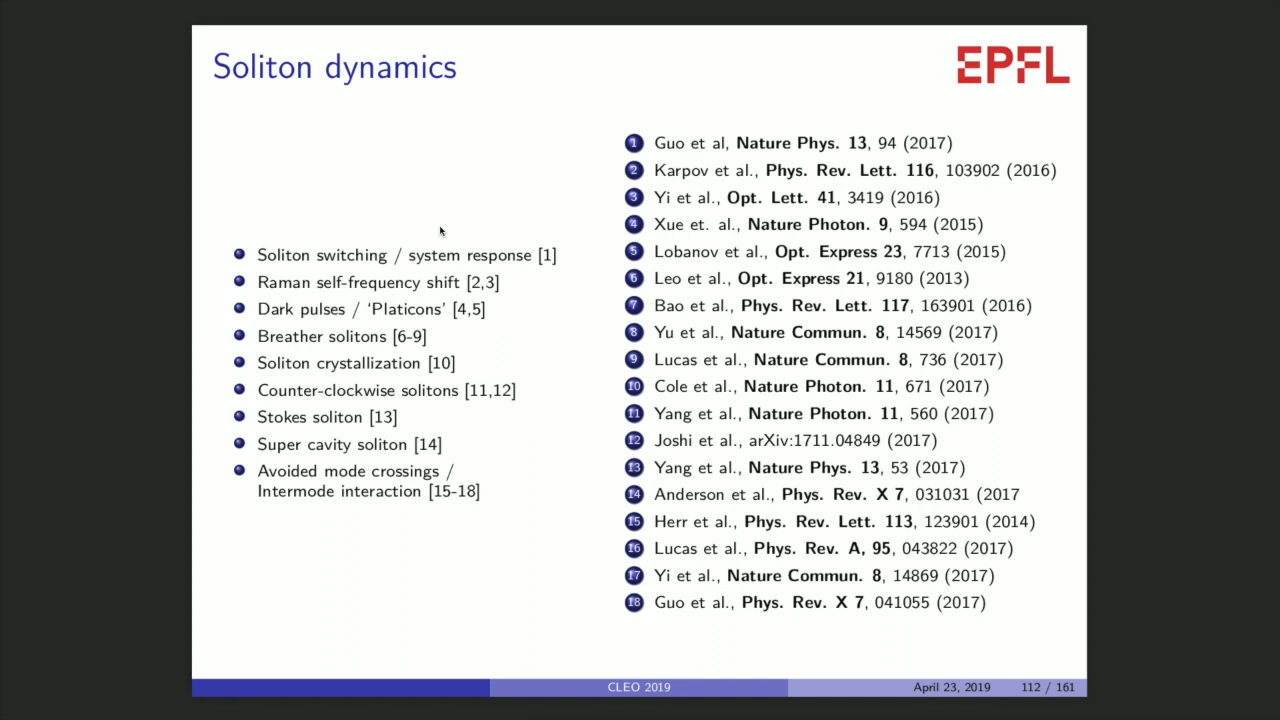 Soliton dynamics
EPFL
Soliton switching / system response [1]
Raman self-frequency shift [2,3]
Dark pulses / ‘Platicons’ [4,5]
Breather solitons [6-9]
Soliton crystallization [10]
Counter-clockwise solitons [11,12]
Stokes soliton [13]
Super cavity soliton [14]
Avoided mode crossings /
Intermode interaction [15-18]
1 Guo et al, Nature Phys. 13, 94 (2017)
2 Karpov et al., Phys. Rev. Lett. 116, 103902 (2016)
3 Yi et al., Opt. Lett. 41, 3419 (2016)
4 Xue et. al., Nature Photon. 9, 594 (2015)
5 Lobanov et al., Opt. Express 23, 7713 (2015)
6 Leo et al., Opt. Express 21, 9180 (2013)
7 Bao et al., Phys. Rev. Lett. 117, 163901 (2016)
8 Yu et al., Nature Commun. 8, 14569 (2017)
9 Lucas et al., Nature Commun. 8, 736 (2017)
10 Cole et al., Nature Photon. 11, 671 (2017)
11 Yang et al., Nature Photon. 11, 560 (2017)
12 Joshi et al., arXiv:1711.04849 (2017)
13 Yang et al., Nature Phys. 13, 53 (2017)
14 Anderson et al., Phys. Rev. X 7, 031031 (2017
15 Herr et al., Phys. Rev. Lett. 113, 123901 (2014)
16 Lucas et al., Phys. Rev. A, 95, 043822 (2017)
17 Yi et al., Nature Commun. 8, 14869 (2017)
18 Guo et al., Phys. Rev. X 7, 041055 (2017)
CLEO 2019
April 23, 2019
112 / 161